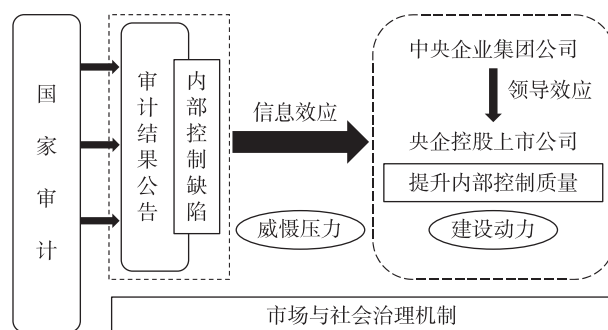 国家审计
审计结果公告
内部控制缺陷
信息效应
威慑压力
中央企业集团公司
领导效应
央企控股上市公司
提升内部控制质量
建设动力
市场与社会治理机制